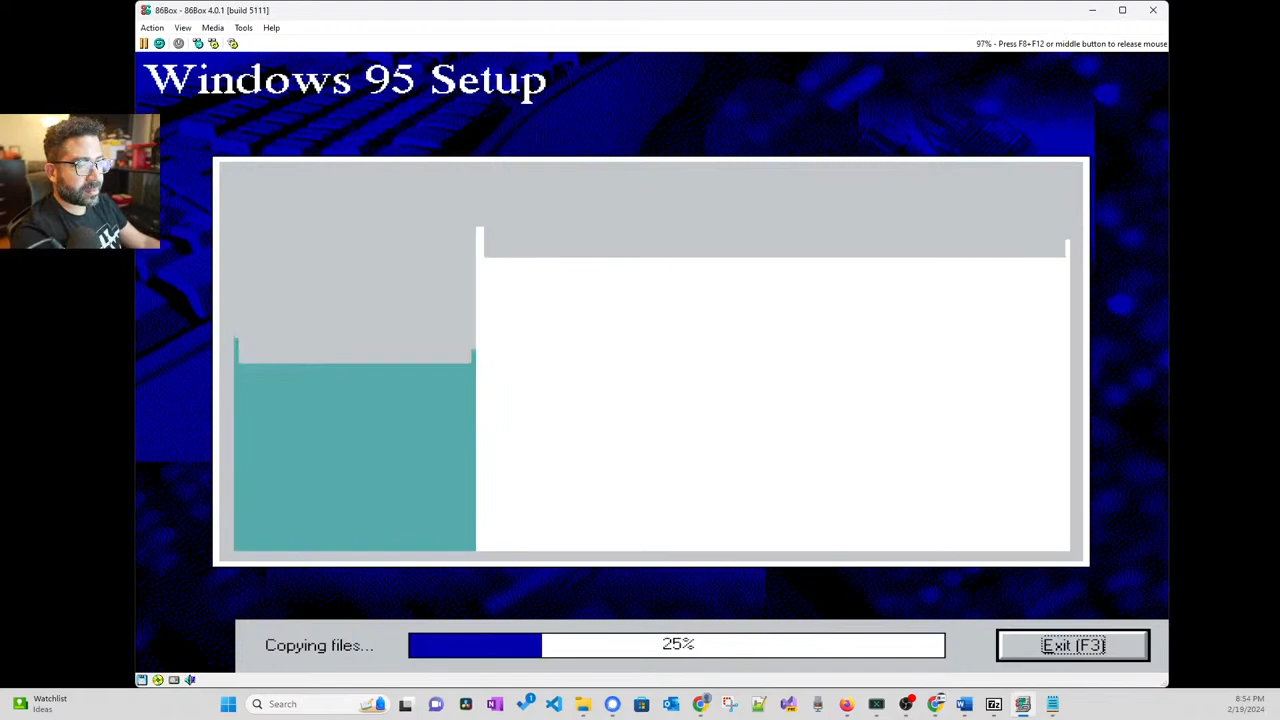 86Box - 86Box 4.0.1 [build 5111]
Action View Media Tools Help
97% - Press F8+F12 or middle button to release mouse
Windows 95 Setup
Copying files...
25%
Exit (F3)
Watchlist
Ideas
Search
8:54 PM
2/19/2024